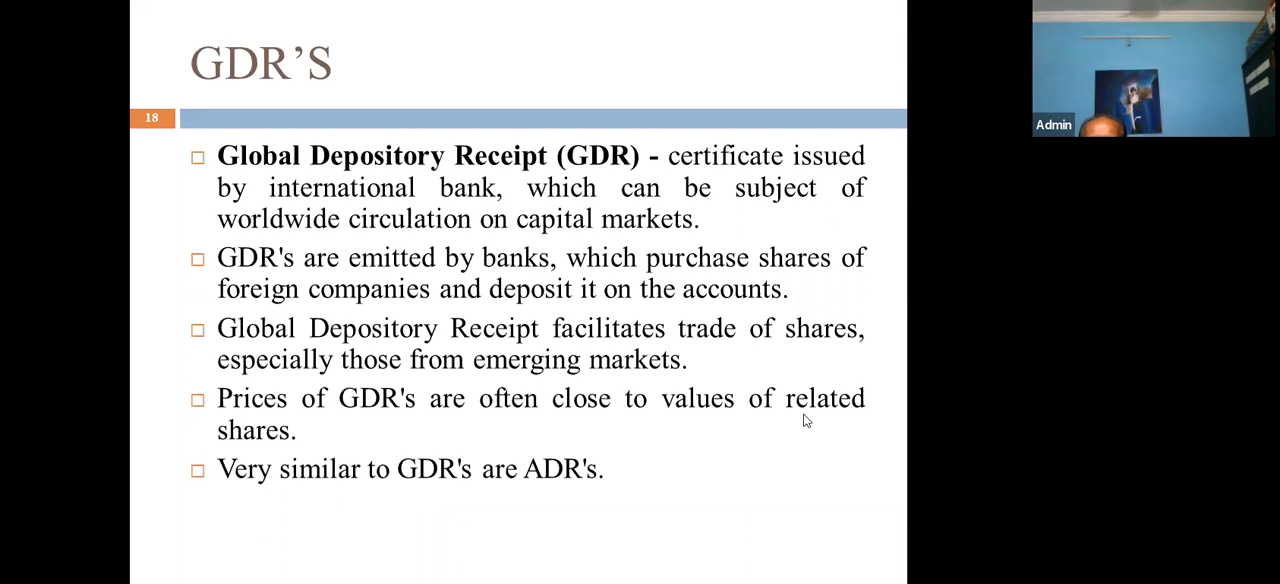 GDR’S
18
Global Depository Receipt (GDR) - certificate issued
by international bank, which can be subject of
worldwide circulation on capital markets.
GDR's are emitted by banks, which purchase shares of
foreign companies and deposit it on the accounts.
Global Depository Receipt facilitates trade of shares,
especially those from emerging markets.
Prices of GDR's are often close to values of related
shares.
Very similar to GDR's are ADR's.
Admin